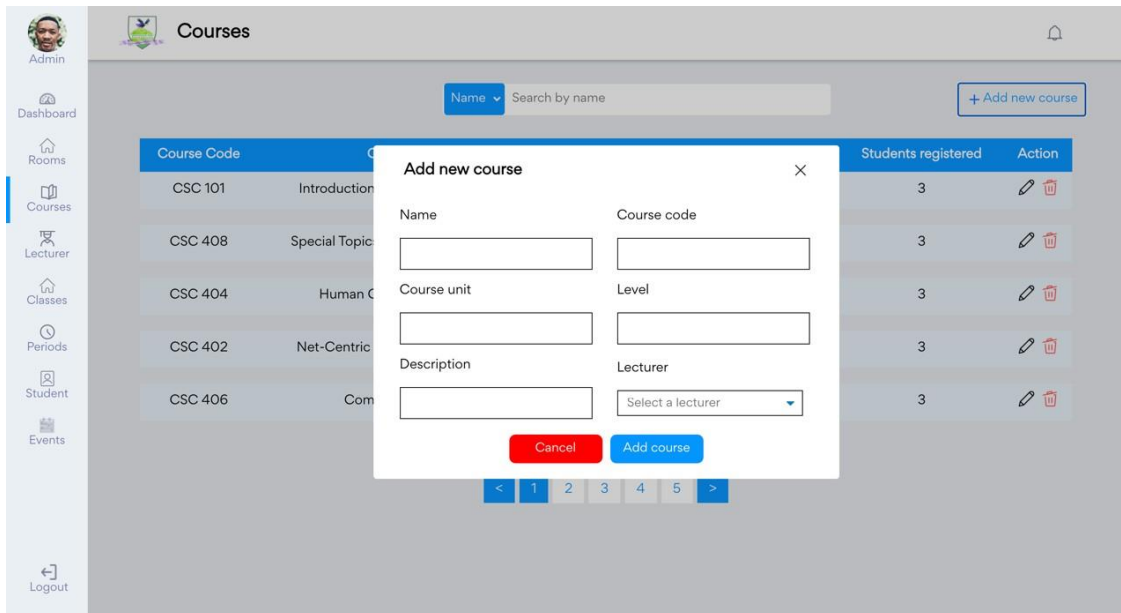 Admin
Dashboard
Rooms
Courses
Lecturer
Classes
Periods
Student
Events
Logout
Courses
Name Search by name
+ Add new course
Course Code Students registered Action
CSC 101 Introduction 3
CSC 408 Special 3
CSC 404 Human 3
CSC 402 Net-Centric 3
CSC 406 3
< 1 2 3 4 5 >
Add new course
Name Course code
Course unit Level
Description Lecturer
Select a lecturer
Cancel Add course